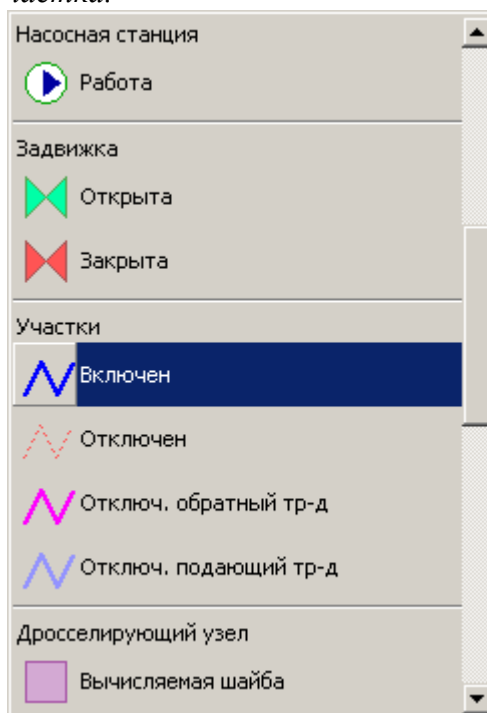 Насосная станция
Работа
Задвижка
Открыта
Закрыта
Участки
Включен
Отключен
Отключ. обратный тр-д
Отключ. подающий тр-д
Дросселирующий узел
Вычисляемая шайба